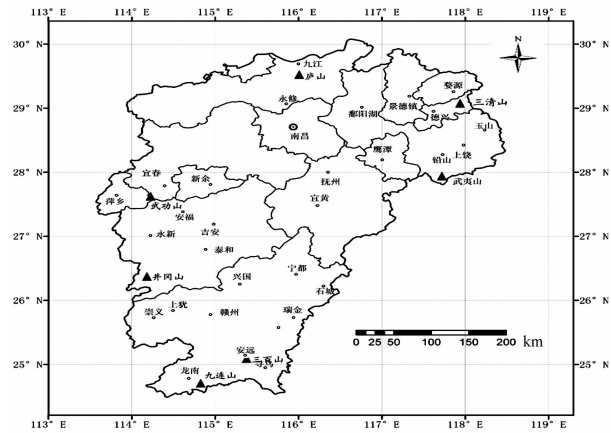 113° E 114° E 115° E 116° E 117° E 118° E 119° E
30° N 30° N
29° N 29° N
28° N 28° N
27° N 27° N
26° N 26° N
25° N 25° N
九江
庐山
婺源
景德镇
三清山
永修
鄱阳湖
德兴
玉山
南昌
鹰潭
上饶
铅山
宜春
新余
抚州
武夷山
萍乡
武功山
宜黄
安福
永新
吉安
泰和
井冈山
兴国
宁都
石城
上犹
崇义
赣州
瑞金
安远
三百山
寻乌
龙南
九连山
0 25 50 100 150 200
km
113° E 114° E 115° E 116° E 117° E 118° E 119° E